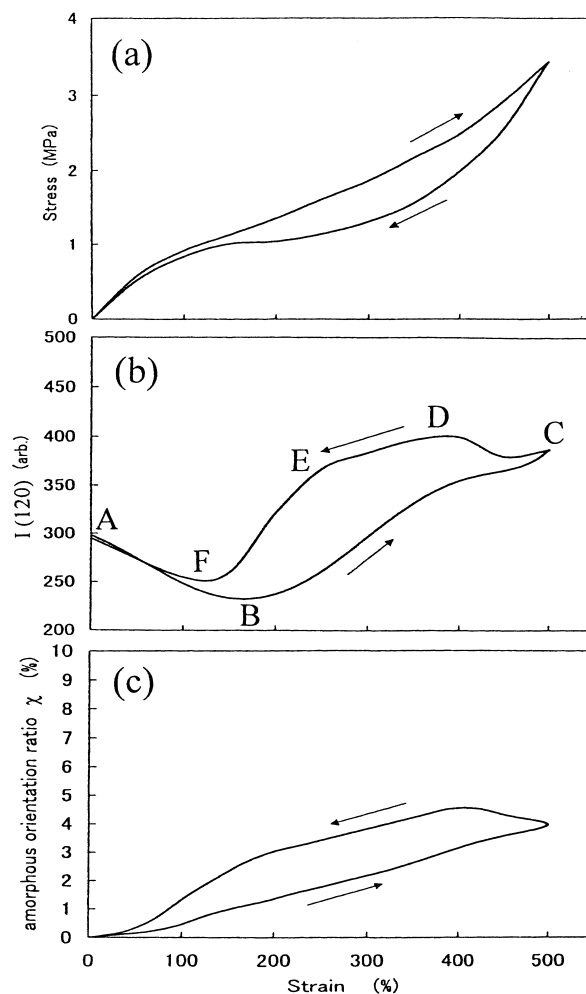 (a)
Stress (MPa)
4
3
2
1
0
(b)
I (120) (arb.)
500
450
400
350
300
250
200
A
B
C
D
E
F
(c)
amorphous orientation ratio χ (%)
10
9
8
7
6
5
4
3
2
1
0
0 100 200 300 400 500
Strain (%)